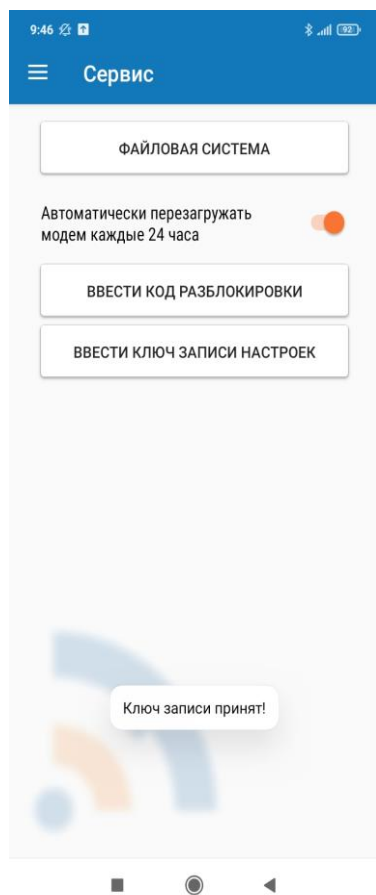 9:46
92
Сервис
ФАЙЛОВАЯ СИСТЕМА
Автоматически перезагружать
модем каждые 24 часа
ВВЕСТИ КОД РАЗБЛОКИРОВКИ
ВВЕСТИ КЛЮЧ ЗАПИСИ НАСТРОЕК
Ключ записи принят!